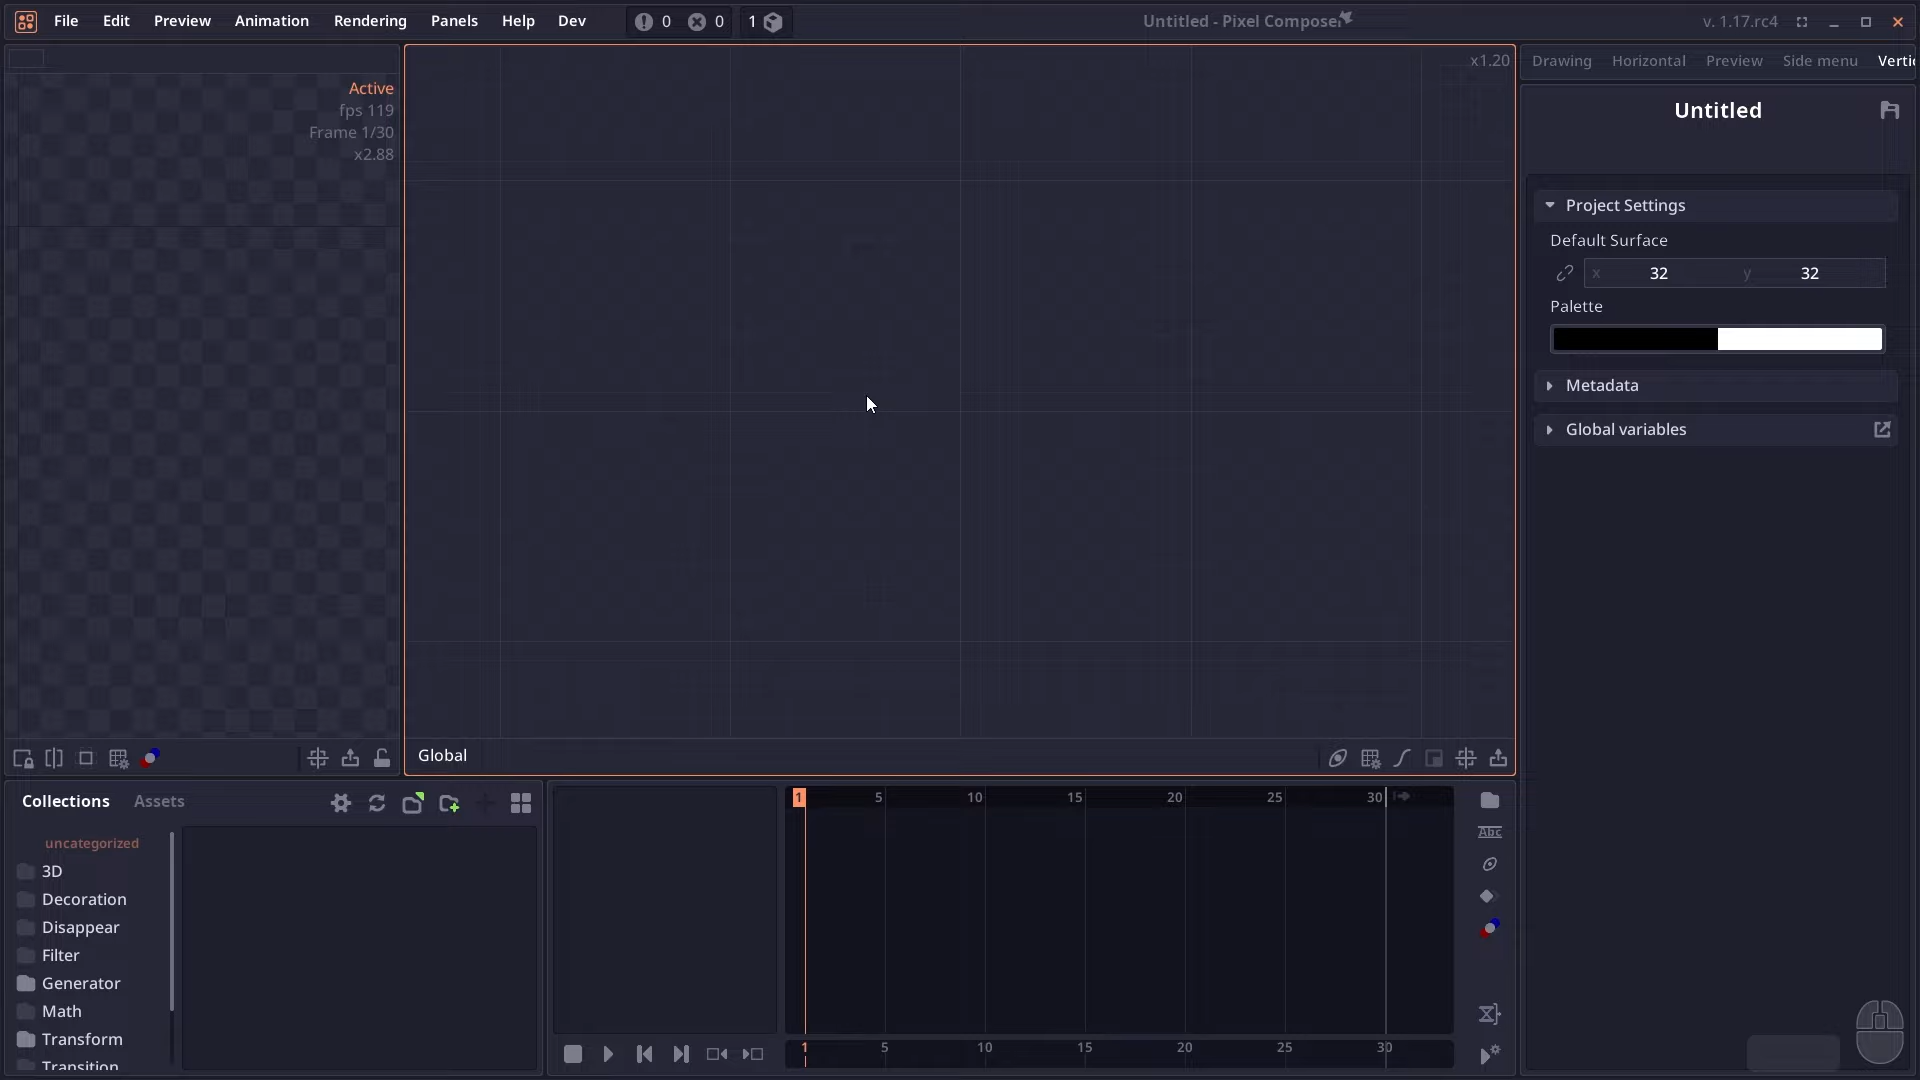 File Edit Preview Animation Rendering Panels Help Dev 0 0 1 Untitled - Pixel Composer v. 1.17.rc4
Active
fps 119
Frame 1/30
x2.88
x1.20
Global
Drawing Horizontal Preview Side menu Vertic
Untitled
Project Settings
Default Surface
x 32 y 32
Palette
Metadata
Global variables
Collections Assets
uncategorized
3D
Decoration
Disappear
Filter
Generator
Math
Transform
Transition
1 5 10 15 20 25 30
Abc
1 5 10 15 20 25 30